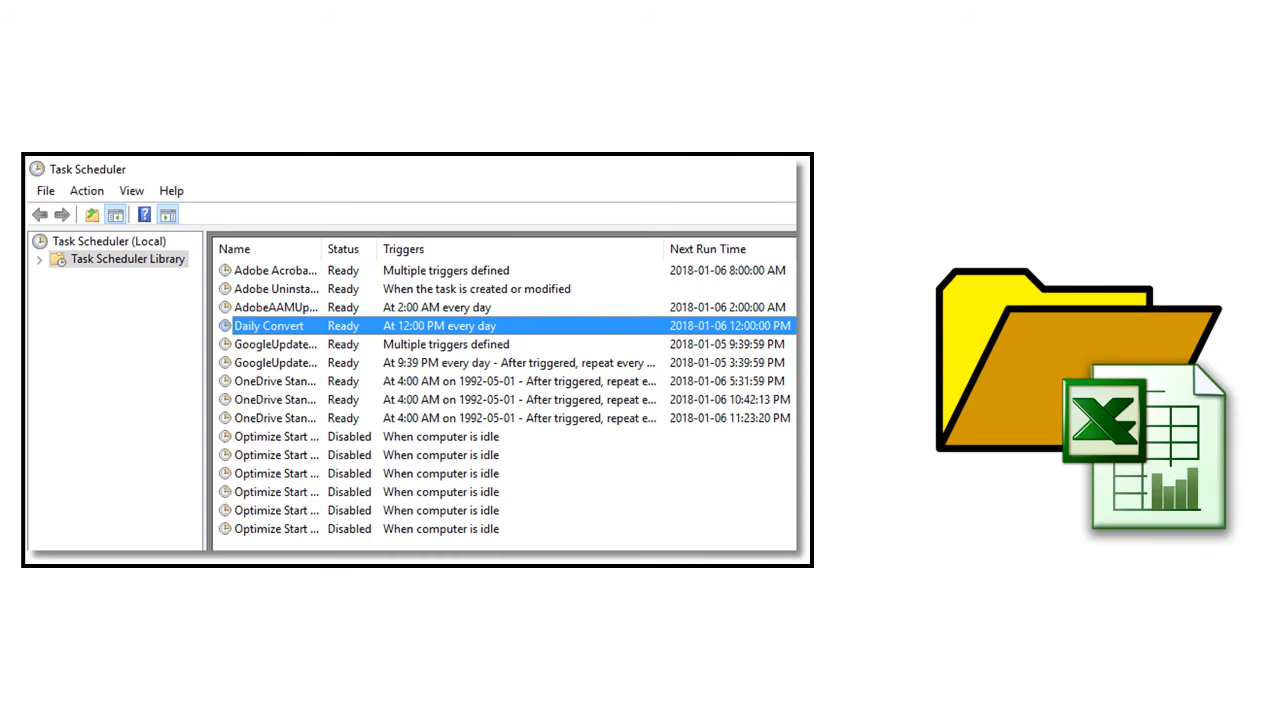 Task Scheduler
File Action View Help
Task Scheduler (Local)
Task Scheduler Library
Name Status Triggers Next Run Time
Adobe Acroba... Ready Multiple triggers defined 2018-01-06 8:00:00 AM
Adobe Uninsta... Ready When the task is created or modified
AdobeAAMUp... Ready At 2:00 AM every day 2018-01-06 2:00:00 AM
Daily Convert Ready At 12:00 PM every day 2018-01-06 12:00:00 PM
GoogleUpdate... Ready Multiple triggers defined 2018-01-05 9:39:59 PM
GoogleUpdate... Ready At 9:39 PM every day - After triggered, repeat every ... 2018-01-05 3:39:59 PM
OneDrive Stan... Ready At 4:00 AM on 1992-05-01 - After triggered, repeat e... 2018-01-06 5:31:59 PM
OneDrive Stan... Ready At 4:00 AM on 1992-05-01 - After triggered, repeat e... 2018-01-06 10:42:13 PM
OneDrive Stan... Ready At 4:00 AM on 1992-05-01 - After triggered, repeat e... 2018-01-06 11:23:20 PM
Optimize Start ... Disabled When computer is idle
Optimize Start ... Disabled When computer is idle
Optimize Start ... Disabled When computer is idle
Optimize Start ... Disabled When computer is idle
Optimize Start ... Disabled When computer is idle
Optimize Start ... Disabled When computer is idle